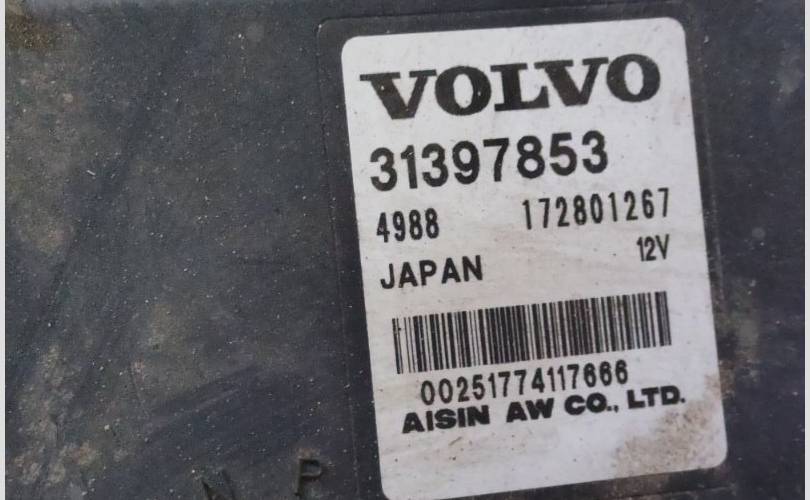 VOLVO
31397853
4988 172801267
JAPAN 12V
00251774117666
AISIN AW CO., LTD.
N P